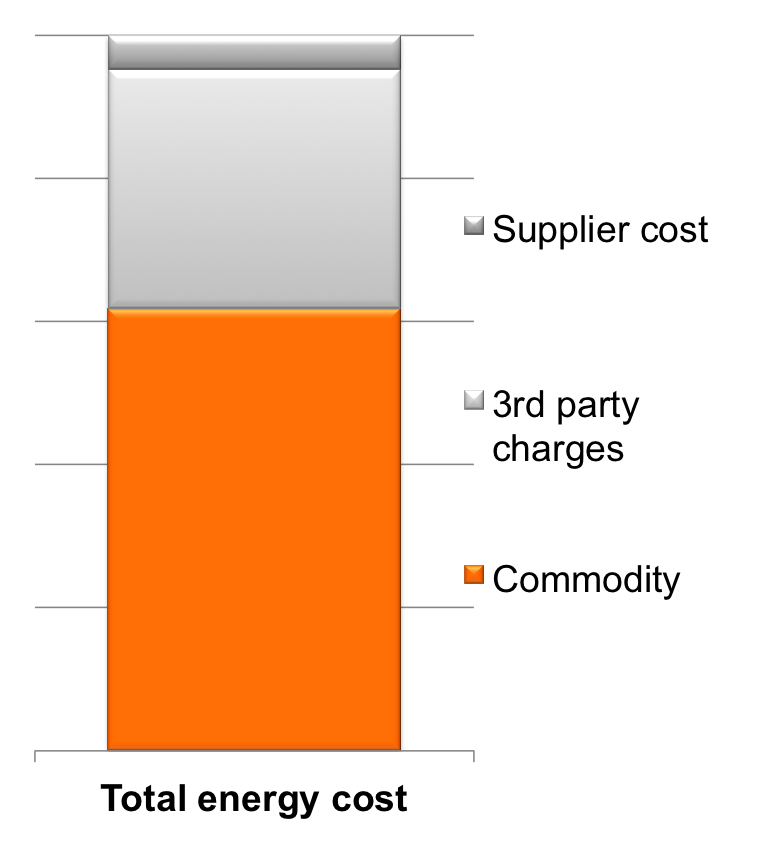 Supplier cost
3rd party
charges
Commodity
Total energy cost